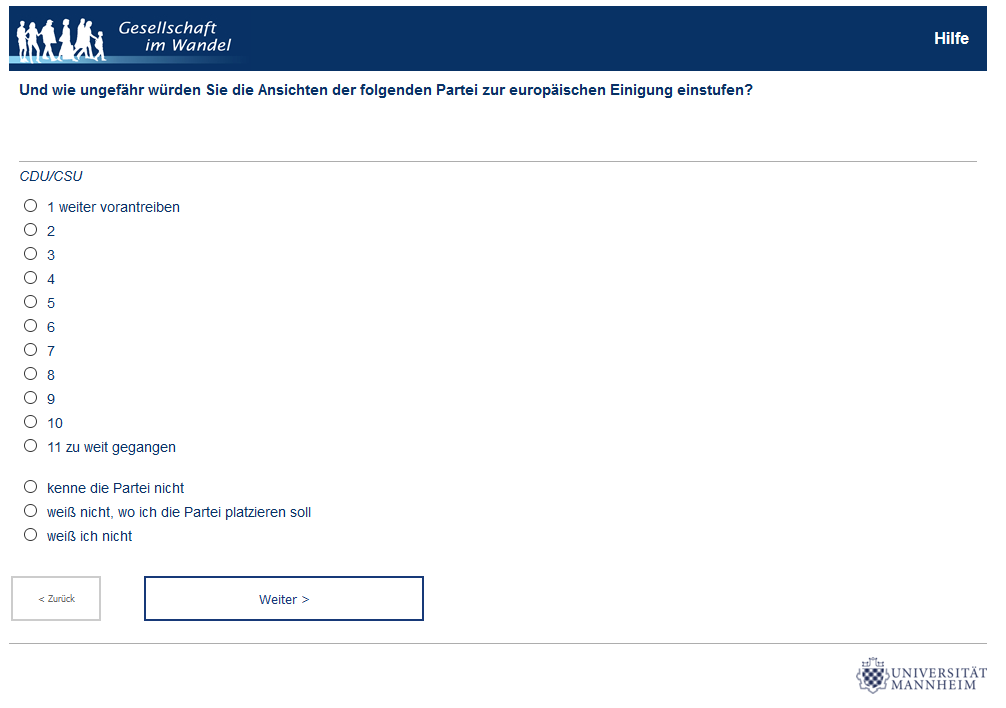 Gesellschaft
im Wandel
Hilfe
Und wie ungefähr würden Sie die Ansichten der folgenden Partei zur europäischen Einigung einstufen?
CDU/CSU
1 weiter vorantreiben
2
3
4
5
6
7
8
9
10
11 zu weit gegangen
kenne die Partei nicht
weiß nicht, wo ich die Partei platzieren soll
weiß ich nicht
< Zurück
Weiter >
UNIVERSITÄT
MANNHEIM